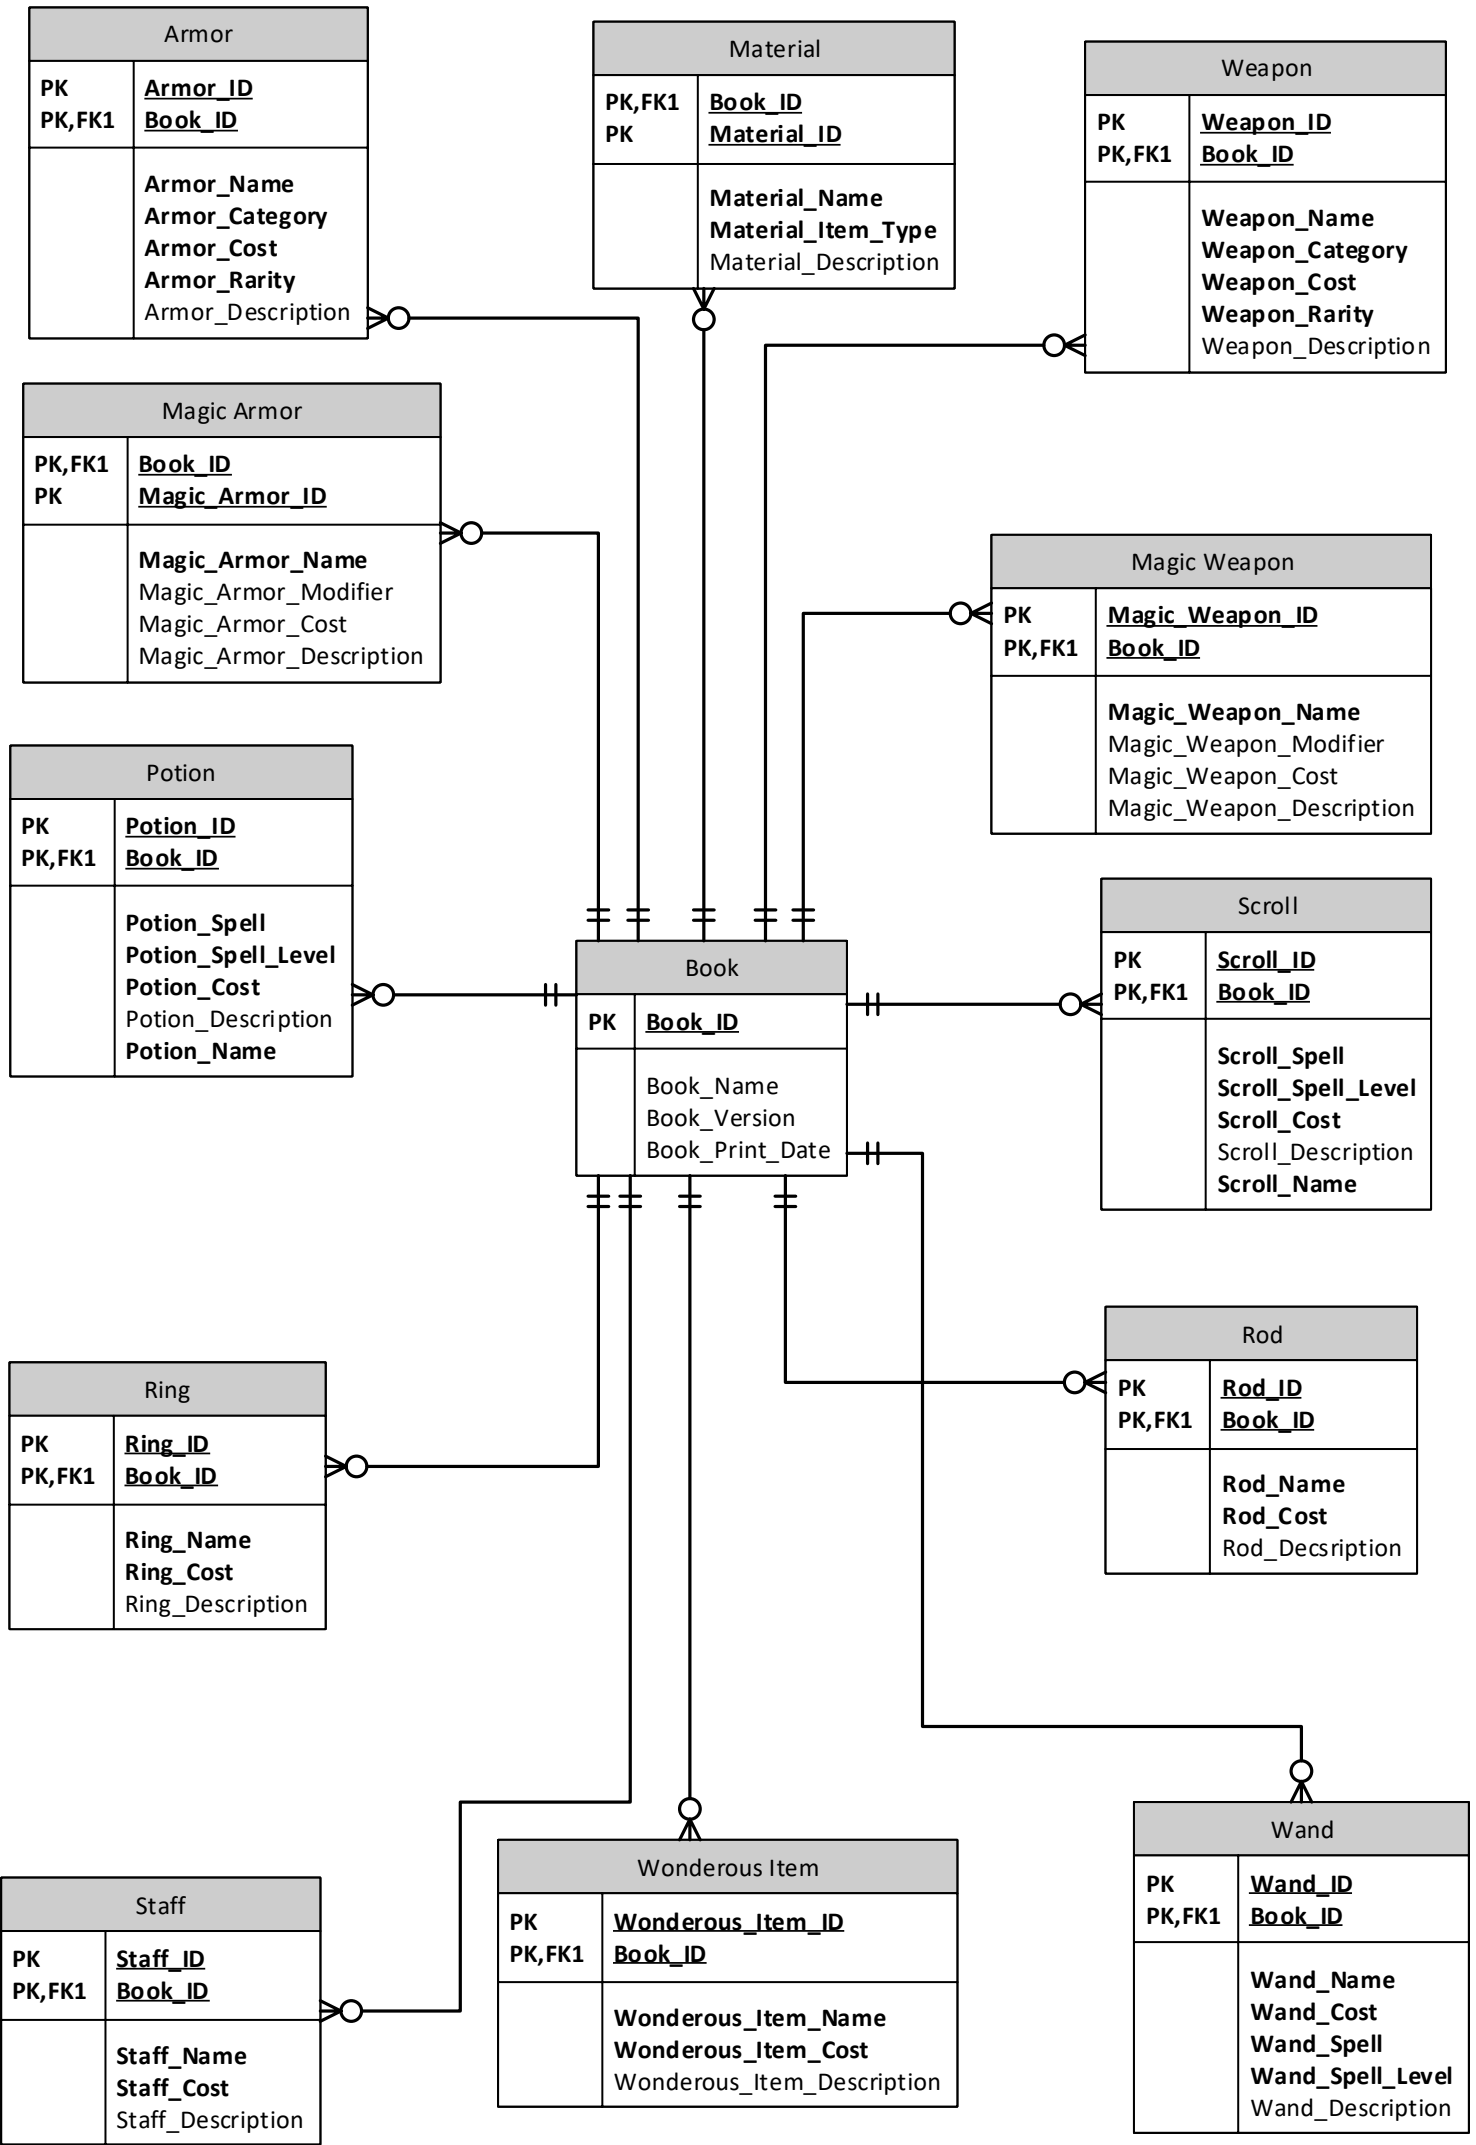 Armor
PK Armor_ID
PK,FK1 Book_ID
Armor_Name
Armor_Category
Armor_Cost
Armor_Rarity
Armor_Description
Material
PK,FK1 Book_ID
PK Material_ID
Material_Name
Material_Item_Type
Material_Description
Weapon
PK Weapon_ID
PK,FK1 Book_ID
Weapon_Name
Weapon_Category
Weapon_Cost
Weapon_Rarity
Weapon_Description
Magic Armor
PK,FK1 Book_ID
PK Magic_Armor_ID
Magic_Armor_Name
Magic_Armor_Modifier
Magic_Armor_Cost
Magic_Armor_Description
Magic Weapon
PK Magic_Weapon_ID
PK,FK1 Book_ID
Magic_Weapon_Name
Magic_Weapon_Modifier
Magic_Weapon_Cost
Magic_Weapon_Description
Potion
PK Potion_ID
PK,FK1 Book_ID
Potion_Spell
Potion_Spell_Level
Potion_Cost
Potion_Description
Potion_Name
Book
PK Book_ID
Book_Name
Book_Version
Book_Print_Date
Scroll
PK Scroll_ID
PK,FK1 Book_ID
Scroll_Spell
Scroll_Spell_Level
Scroll_Cost
Scroll_Description
Scroll_Name
Ring
PK Ring_ID
PK,FK1 Book_ID
Ring_Name
Ring_Cost
Ring_Description
Rod
PK Rod_ID
PK,FK1 Book_ID
Rod_Name
Rod_Cost
Rod_Decsription
Staff
PK Staff_ID
PK,FK1 Book_ID
Staff_Name
Staff_Cost
Staff_Description
Wonderous Item
PK Wonderous_Item_ID
PK,FK1 Book_ID
Wonderous_Item_Name
Wonderous_Item_Cost
Wonderous_Item_Description
Wand
PK Wand_ID
PK,FK1 Book_ID
Wand_Name
Wand_Cost
Wand_Spell
Wand_Spell_Level
Wand_Description